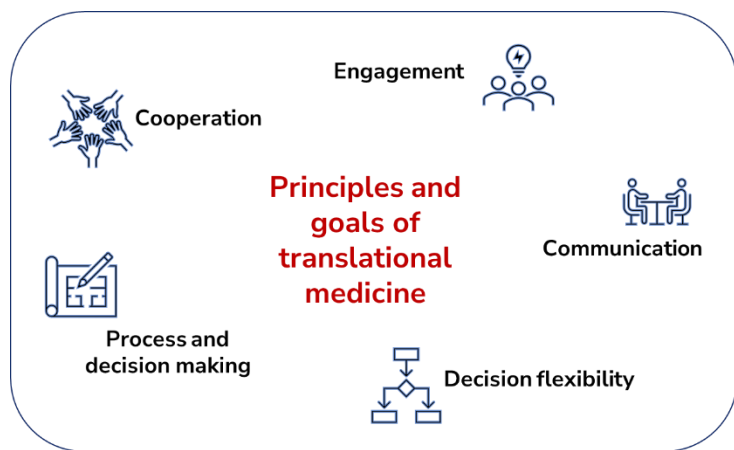 Engagement
Cooperation
Principles and
goals of
translational
medicine
Communication
Process and
decision making
Decision flexibility